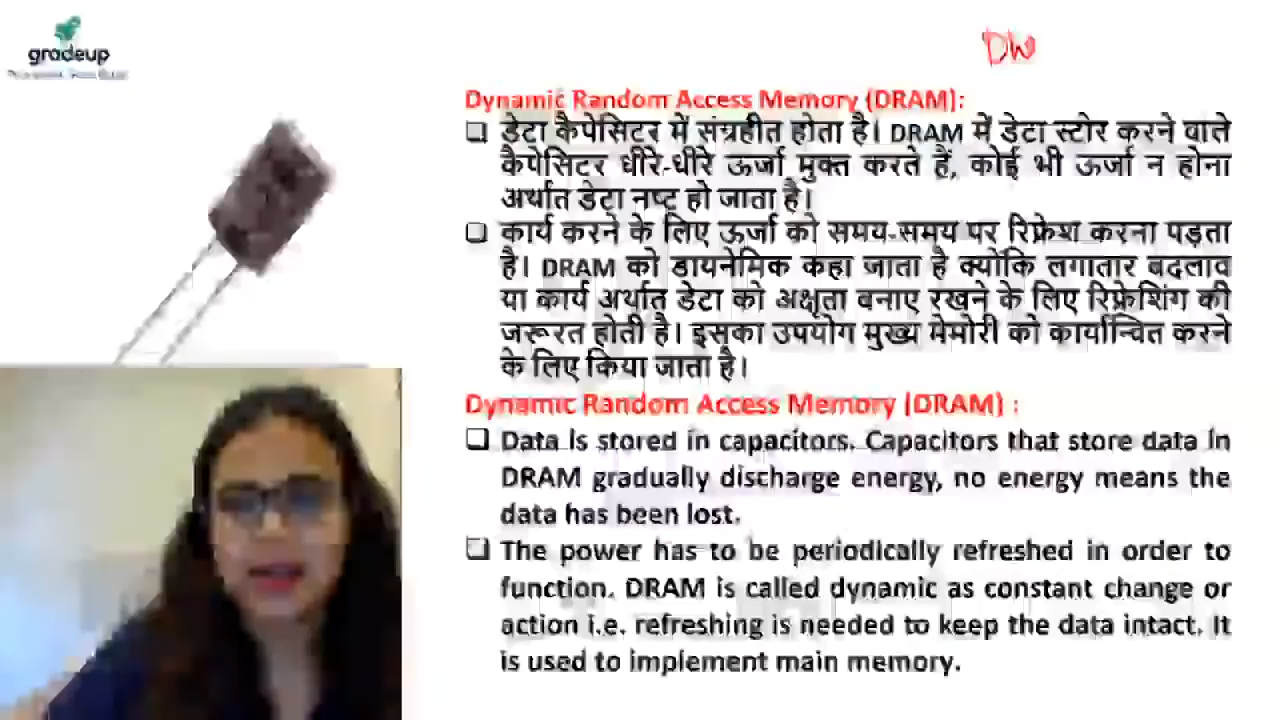 gradeup
Dynamic Random Access Memory (DRAM):
❑ डेटा कैपेसिटर में संग्रहीत होता है। DRAM में डेटा स्टोर करने वाले
कैपेसिटर धीरे-धीरे ऊर्जा मुक्त करते हैं, कोई भी ऊर्जा न होना
अर्थात डेटा नष्ट हो जाता है।
❑ कार्य करने के लिए ऊर्जा को समय-समय पर रिफ्रेश करना पड़ता
है। DRAM को डायनेमिक कहा जाता है क्योंकि लगातार बदलाव
या कार्य अर्थात डेटा को अक्षुता बनाए रखने के लिए रिफ्रेशिंग की
जरूरत होती है। इसका उपयोग मुख्य मेमोरी को कार्यान्वित करने
के लिए किया जाता है।
Dynamic Random Access Memory (DRAM) :
❑ Data is stored in capacitors. Capacitors that store data in
DRAM gradually discharge energy, no energy means the
data has been lost.
❑ The power has to be periodically refreshed in order to
function. DRAM is called dynamic as constant change or
action i.e. refreshing is needed to keep the data intact. It
is used to implement main memory.